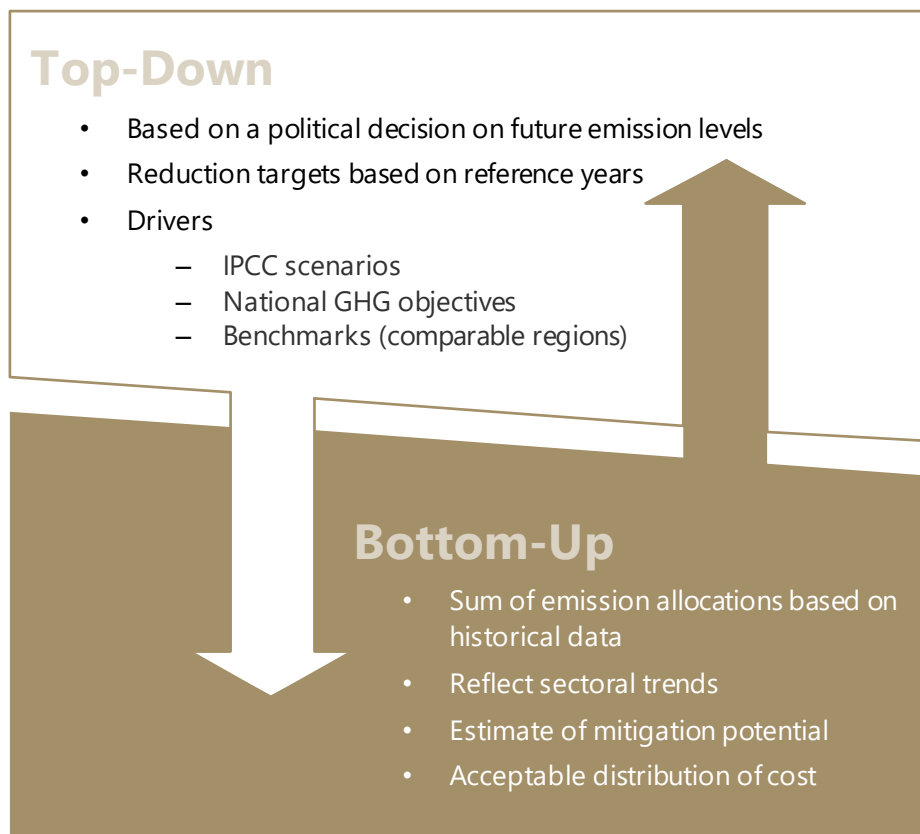 Top-Down
• Based on a political decision on future emission levels
• Reduction targets based on reference years
• Drivers
– IPCC scenarios
– National GHG objectives
– Benchmarks (comparable regions)
Bottom-Up
• Sum of emission allocations based on
historical data
• Reflect sectoral trends
• Estimate of mitigation potential
• Acceptable distribution of cost